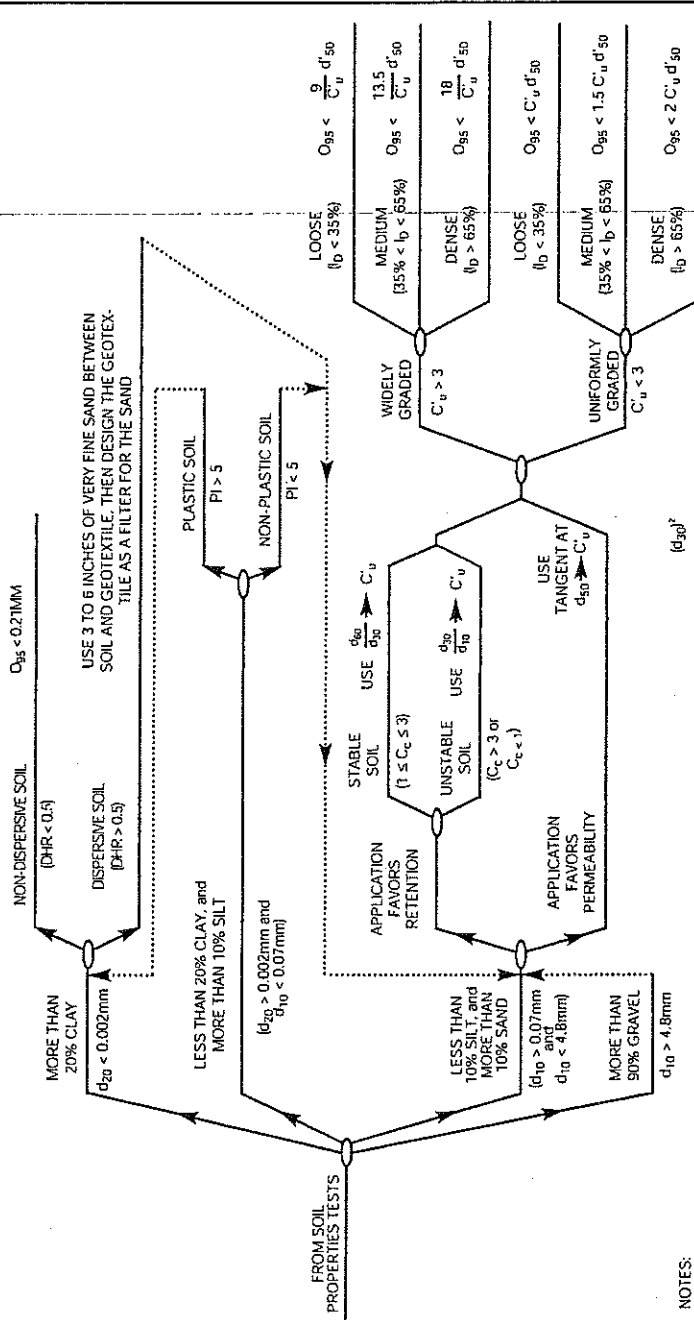 FROM SOIL
PROPERTIES TESTS
MORE THAN
20% CLAY
d20 < 0.002mm
NON-DISPERSIVE SOIL
(DHR < 0.5)
O95 < 0.21MM
DISPERSIVE SOIL
(DHR > 0.5)
USE 3 TO 6 INCHES OF VERY FINE SAND BETWEEN
SOIL AND GEOTEXTILE, THEN DESIGN THE GEOTEX-
TILE AS A FILTER FOR THE SAND
LESS THAN 20% CLAY, and
MORE THAN 10% SILT
(d20 > 0.002mm and
d10 < 0.07mm)
PLASTIC SOIL
PI > 5
NON-PLASTIC SOIL
PI < 5
LESS THAN
10% SILT, and
MORE THAN
10% SAND
(d10 > 0.07mm
and
d10 < 4.8mm)
MORE THAN
90% GRAVEL
d10 > 4.8mm
APPLICATION
FAVORS
RETENTION
STABLE
SOIL
(1 ≤ Cc ≤ 3)
USE d60/d30 → C'u
UNSTABLE
SOIL
(Cc > 3 or
Cc < 1)
USE d30/d10 → C'u
APPLICATION
FAVORS
PERMEABILITY
USE
TANGENT AT
d50 → C'u
WIDELY
GRADED
C'u > 3
LOOSE
(ID < 35%)
O95 < 9/C'u d'50
MEDIUM
(35% < ID < 65%)
O95 < 13.5/C'u d'50
DENSE
(ID > 65%)
O95 < 18/C'u d'50
UNIFORMLY
GRADED
C'u < 3
LOOSE
(ID < 35%)
O95 < C'u d'50
MEDIUM
(35% < ID < 65%)
O95 < 1.5 C'u d'50
DENSE
(ID > 65%)
O95 < 2 C'u d'50
NOTES:
(d30)²